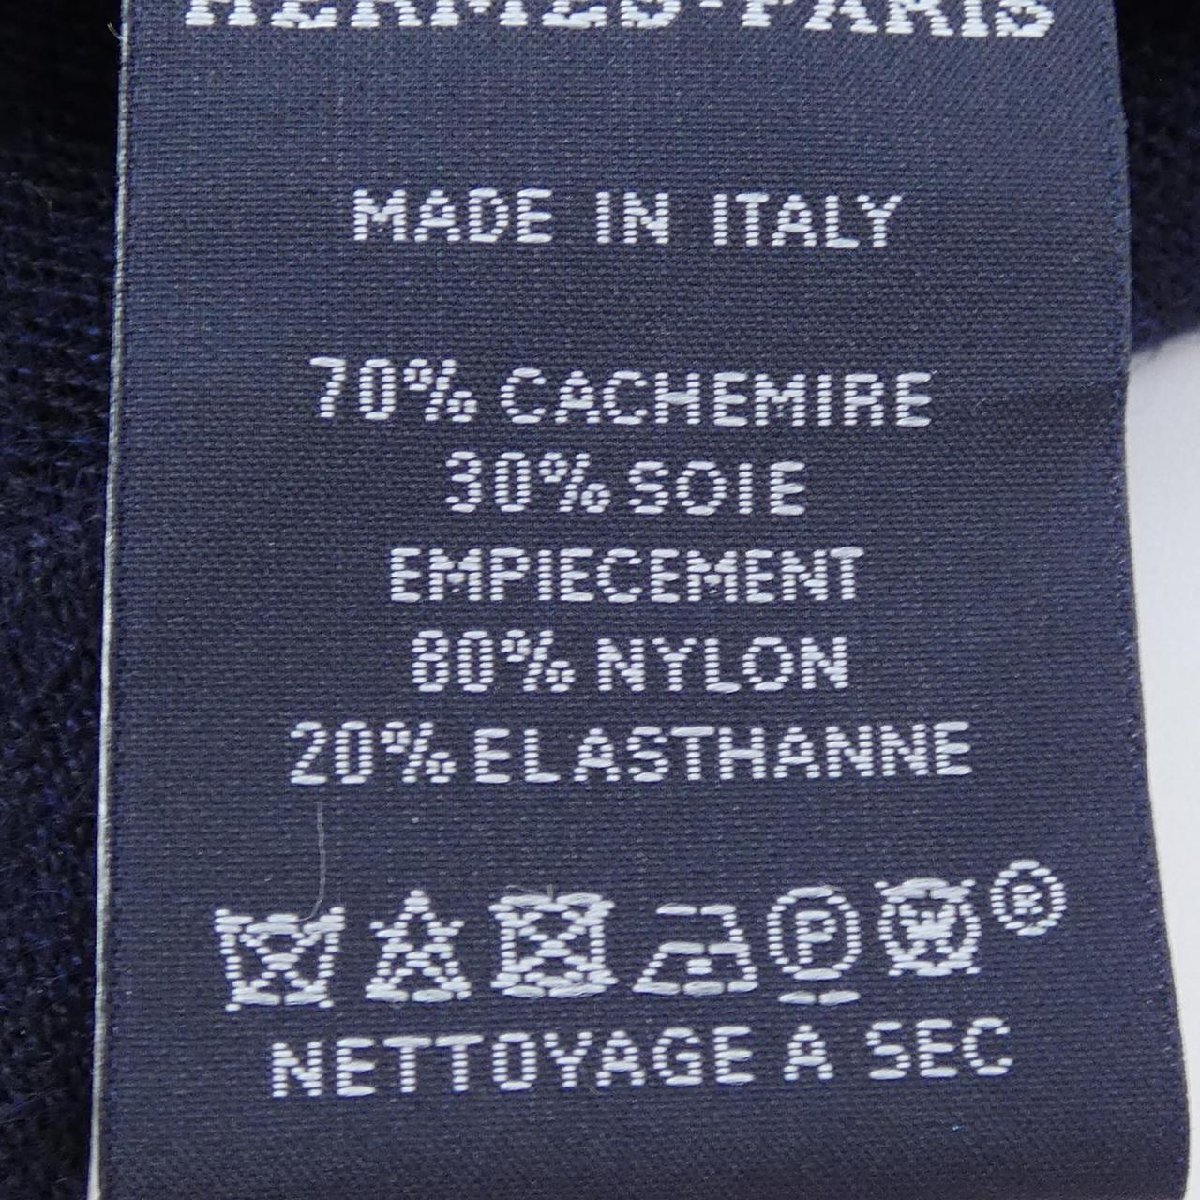 HERMES-PARIS
MADE IN ITALY
70% CACHEMIRE
30% SOIE
EMPIECEMENT
80% NYLON
20% ELASTHANNE
P W ®
NETTOYAGE A SEC